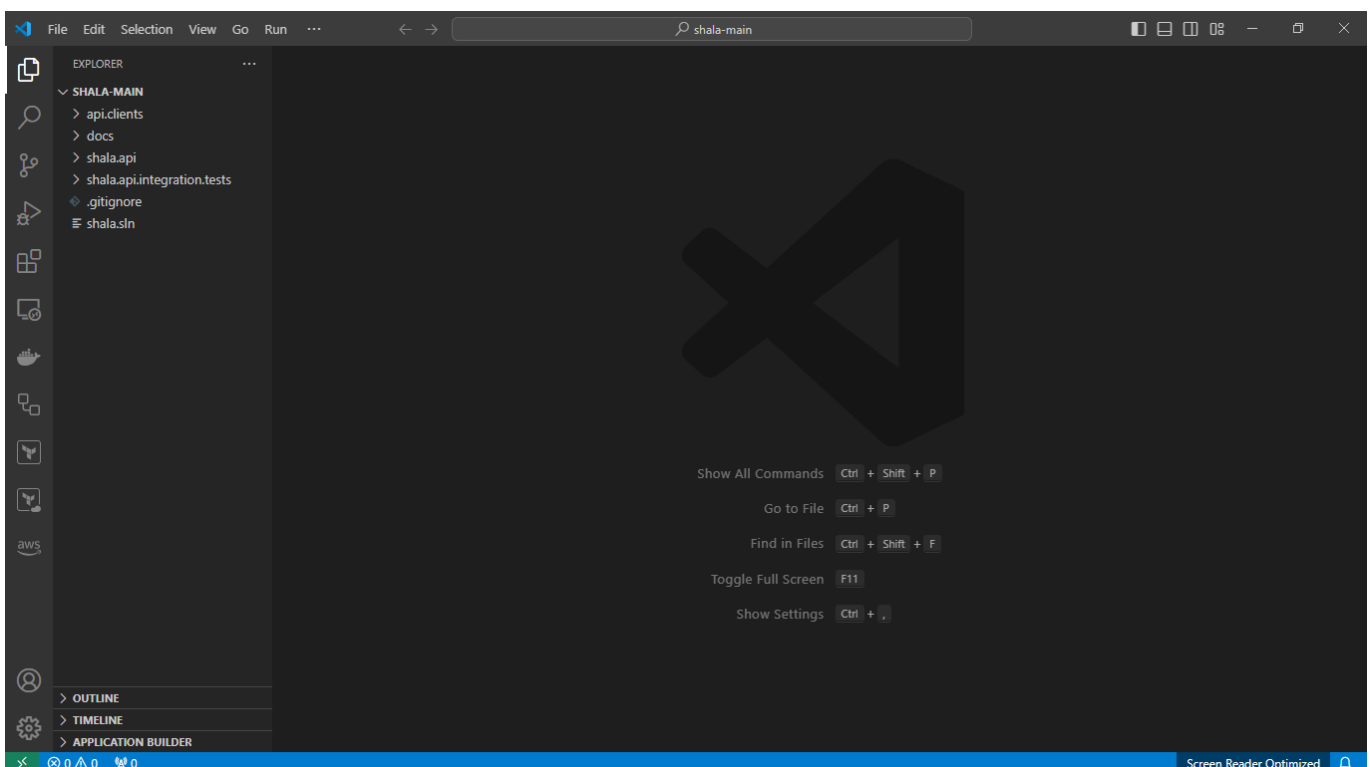 File Edit Selection View Go Run ···
shala-main
EXPLORER ···
SHALA-MAIN
api.clients
docs
shala.api
shala.api.integration.tests
.gitignore
shala.sln
aws
Show All Commands Ctrl + Shift + P
Go to File Ctrl + P
Find in Files Ctrl + Shift + F
Toggle Full Screen F11
Show Settings Ctrl + ,
OUTLINE
TIMELINE
APPLICATION BUILDER
0 0 0 Screen Reader Optimized